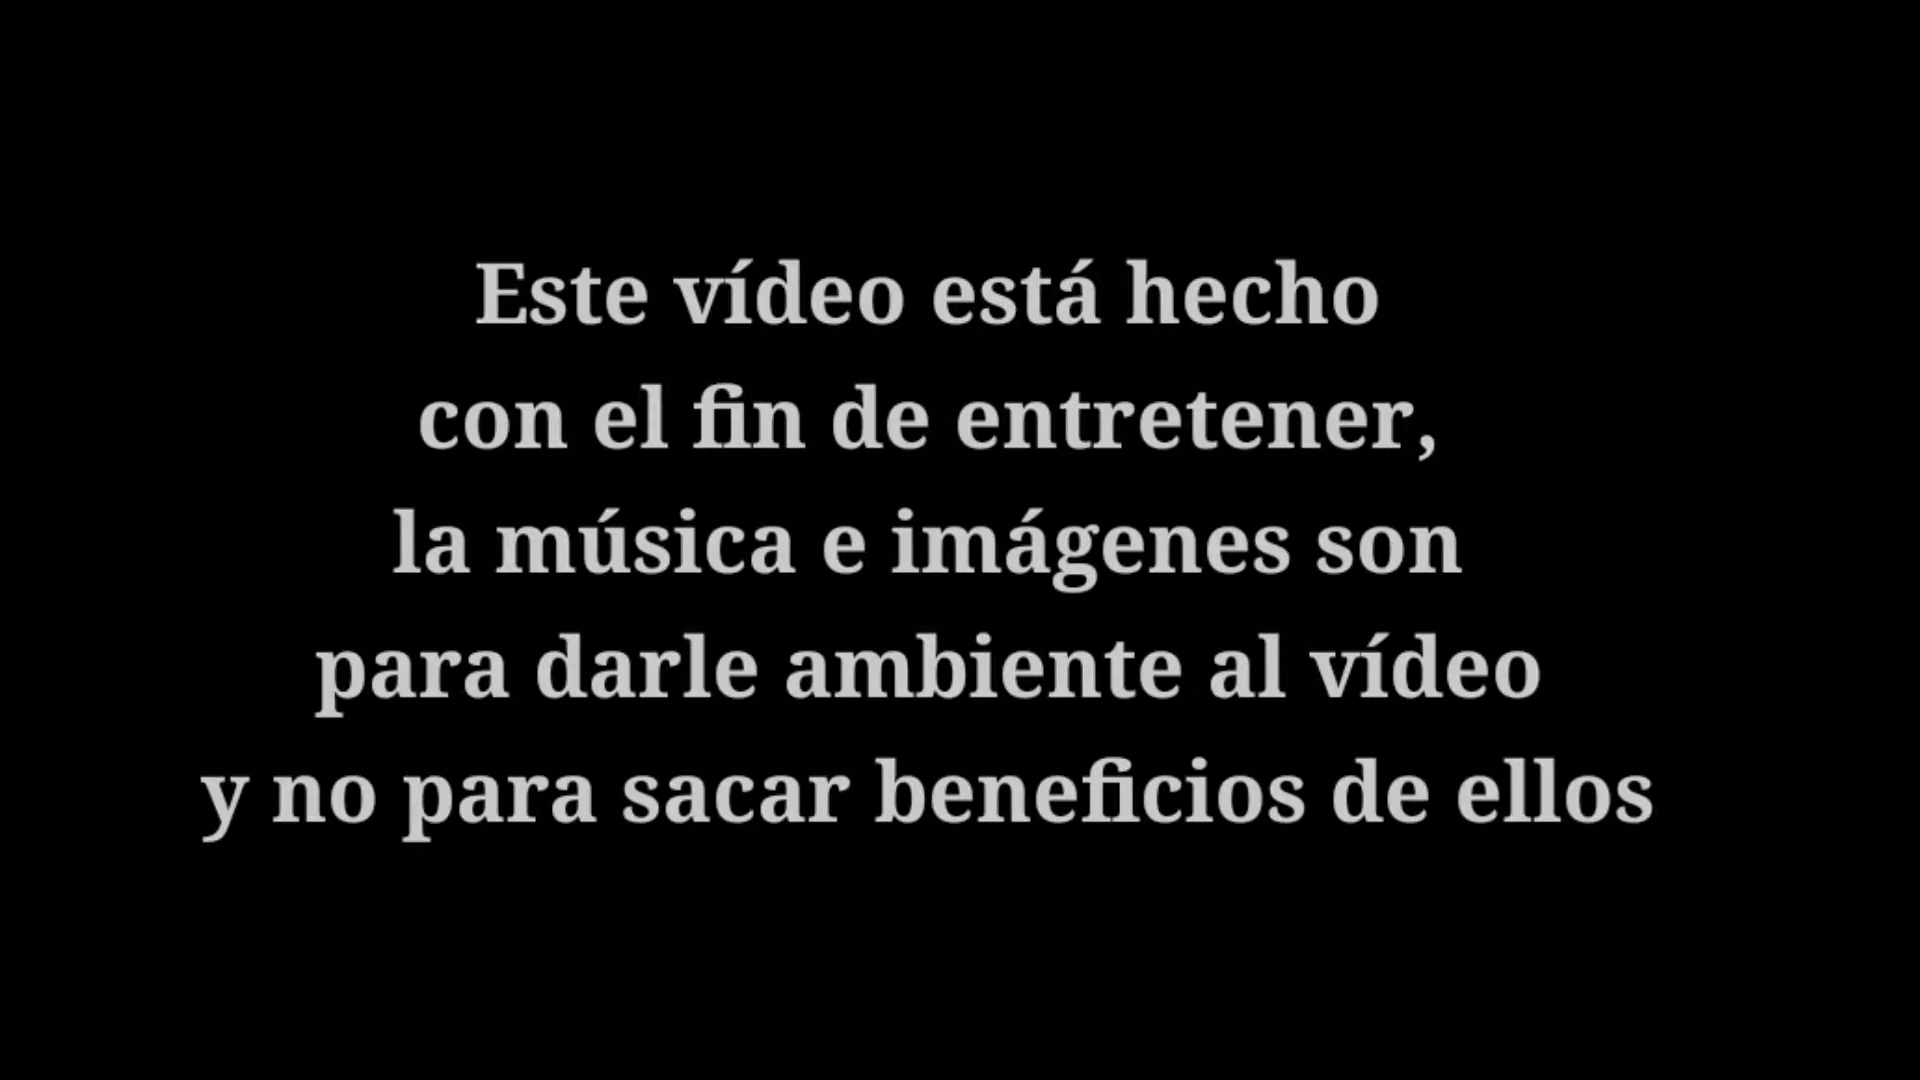 Este vídeo está hecho
con el fin de entretener,
la música e imágenes son
para darle ambiente al vídeo
y no para sacar beneficios de ellos